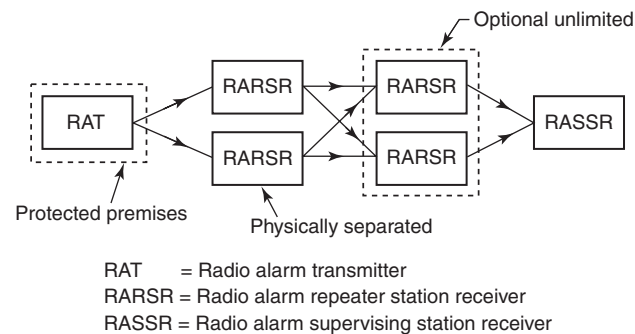 Optional unlimited
RARSR
RARSR
RAT
RASSR
RARSR
RARSR
Protected premises
Physically separated
RAT = Radio alarm transmitter
RARSR = Radio alarm repeater station receiver
RASSR = Radio alarm supervising station receiver